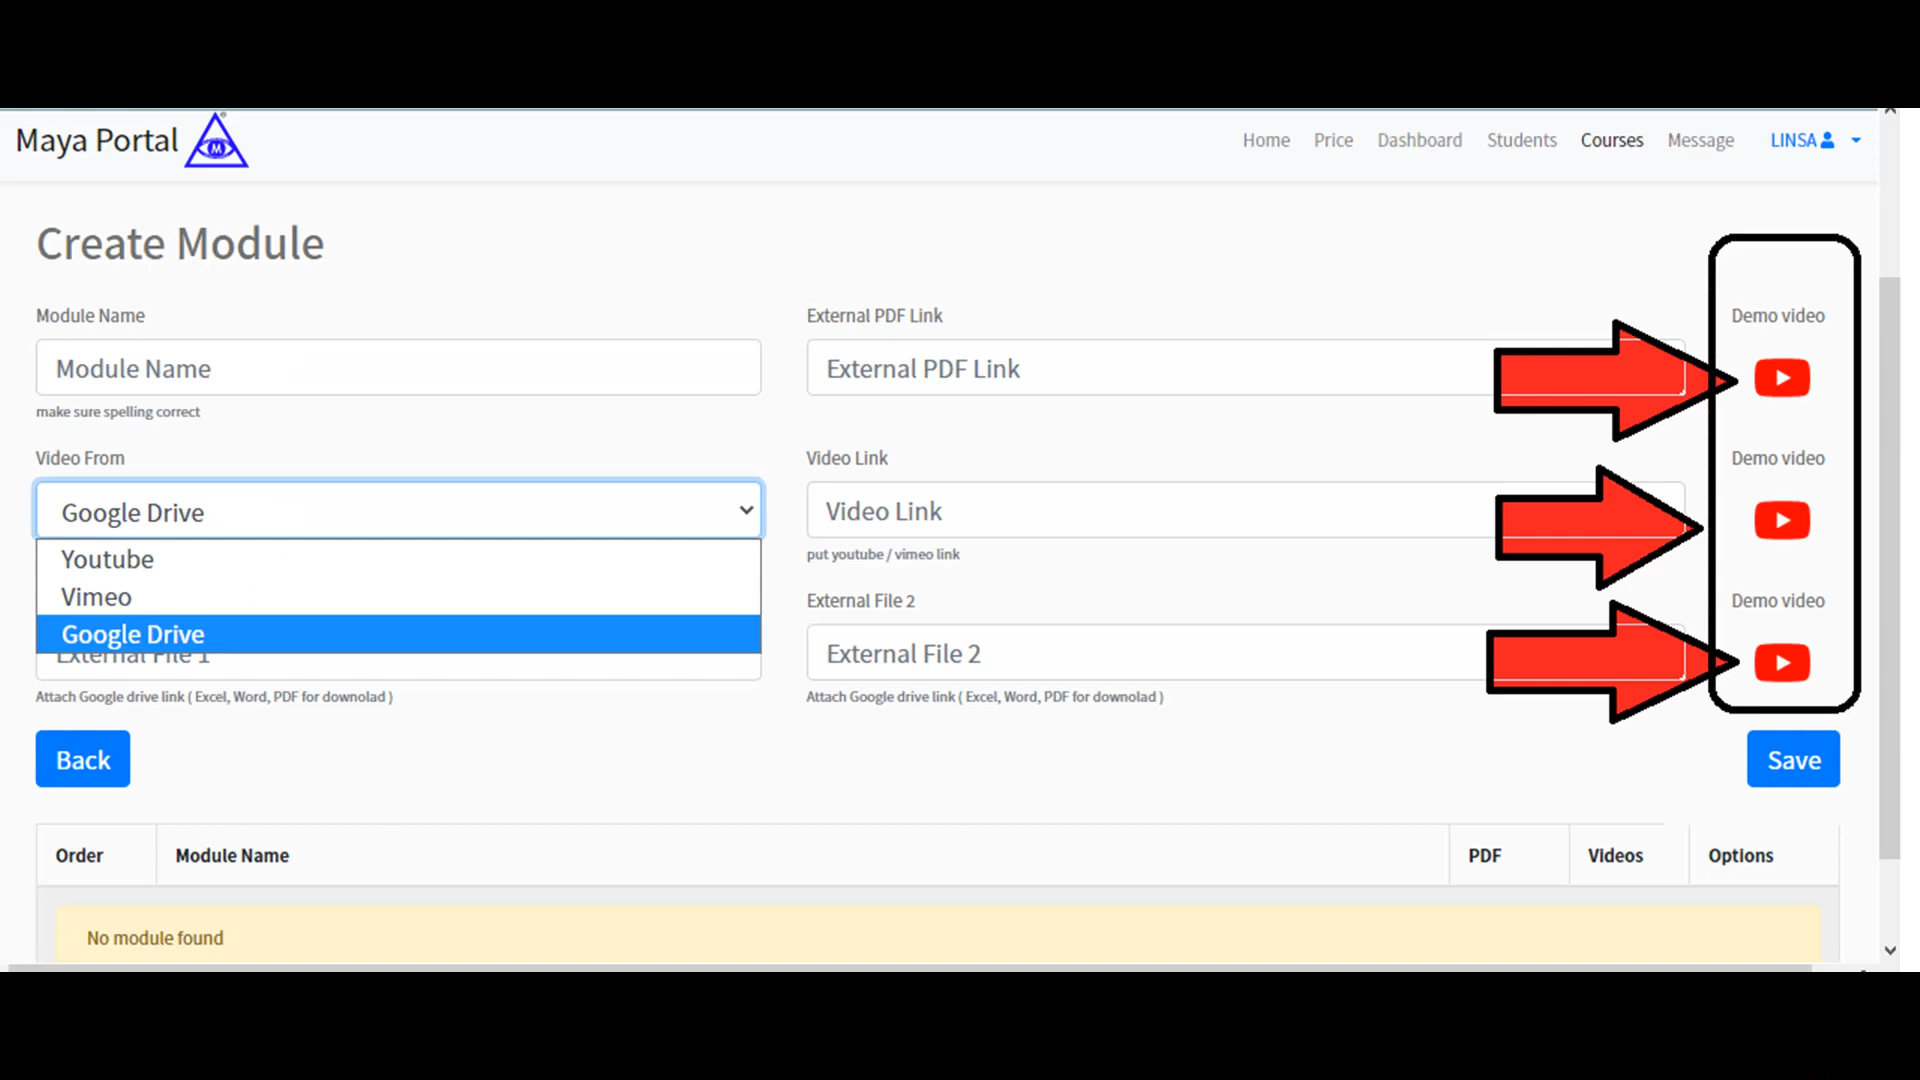 Maya Portal M
Home Price Dashboard Students Courses Message LINSA
Create Module
Module Name
External PDF Link
Demo video
Module Name
External PDF Link
make sure spelling correct
Video From
Video Link
Demo video
Google Drive
Video Link
put youtube / vimeo link
Youtube
Vimeo
Google Drive
External File 2
Demo video
External File 1
External File 2
Attach Google drive link ( Excel, Word, PDF for downolad )
Attach Google drive link ( Excel, Word, PDF for downolad )
Back
Save
Order Module Name PDF Videos Options
No module found